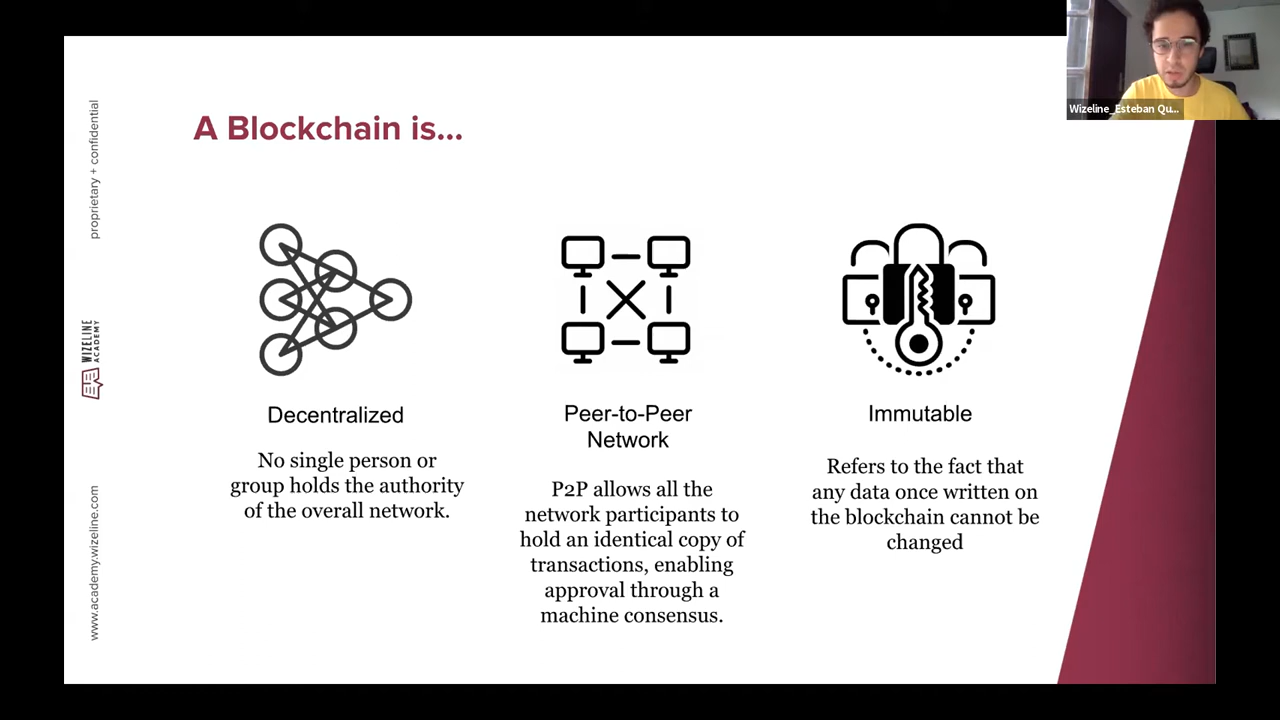 A Blockchain is...
Decentralized
No single person or
group holds the authority
of the overall network.
Peer-to-Peer
Network
P2P allows all the
network participants to
hold an identical copy of
transactions, enabling
approval through a
machine consensus.
Immutable
Refers to the fact that
any data once written on
the blockchain cannot be
changed
proprietary + confidential
WIZELINE
ACADEMY
www.academy.wizeline.com
Wizeline_Esteban Qu...